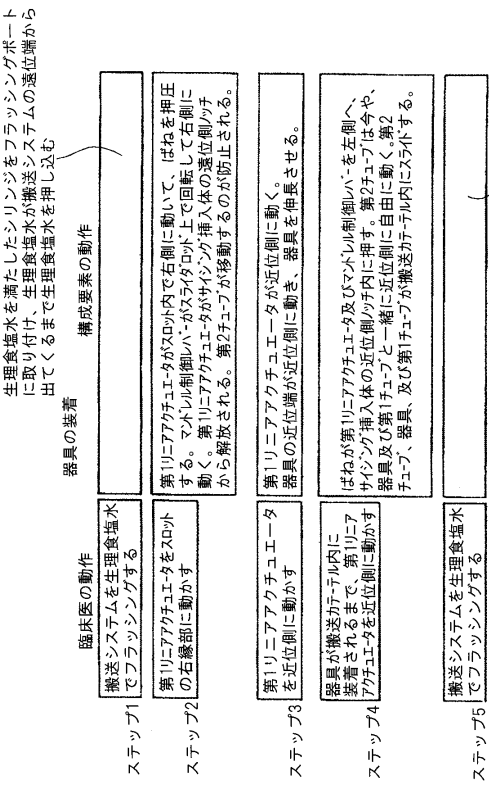 生理食塩水を満たしたシリンジをフラッシングポート
に取り付け、生理食塩水が搬送システムの遠位端から
出てくるまで生理食塩水を押し込む
器具の装着
臨床医の動作
構成要素の動作
ステップ1
搬送システムを生理食塩水
でフラッシングする
ステップ2
第1リニアアクチュエータをスロット
の右縁部に動かす
第1リニアアクチュエータがスロット内で右側に動いて、ばねを押圧
する。マンドレル制御レバーがスライダロッド上で回転して右側に
動く。第1リニアアクチュエータがサイジング挿入体の遠位側ノッチ
から解放される。第2チューブが移動するのが防止される。
ステップ3
第1リニアアクチュエータ
を近位側に動かす
第1リニアアクチュエータが近位側に動く。
器具の近位端が近位側に動き、器具を伸長させる。
ステップ4
器具が搬送カテーテル内に
装着されるまで、第1リニア
アクチュエータを近位側に動かす
ばねが第1リニアアクチュエータ及びマンドレル制御レバーを左側へ、
サイジング挿入体の近位側ノッチ内に押す。第2チューブは今や、
器具及び第1チューブと一緒に近位側に自由に動く。第2
チューブ、器具、及び第1チューブが搬送カテーテル内にスライドする。
ステップ5
搬送システムを生理食塩水
でフラッシングする